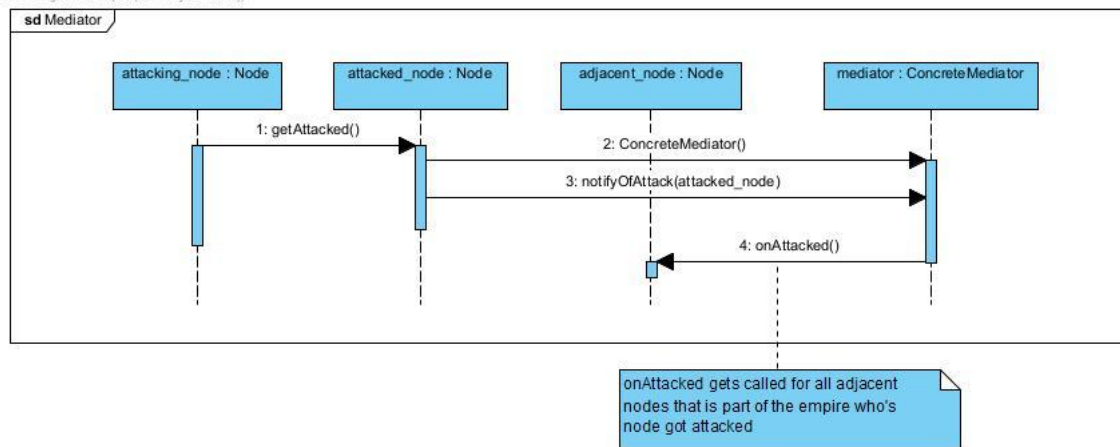 sd Mediator
attacking_node : Node
attacked_node : Node
adjacent_node : Node
mediator : ConcreteMediator
1: getAttacked()
2: ConcreteMediator()
3: notifyOfAttack(attacked_node)
4: onAttacked()
onAttacked gets called for all adjacent
nodes that is part of the empire who's
node got attacked